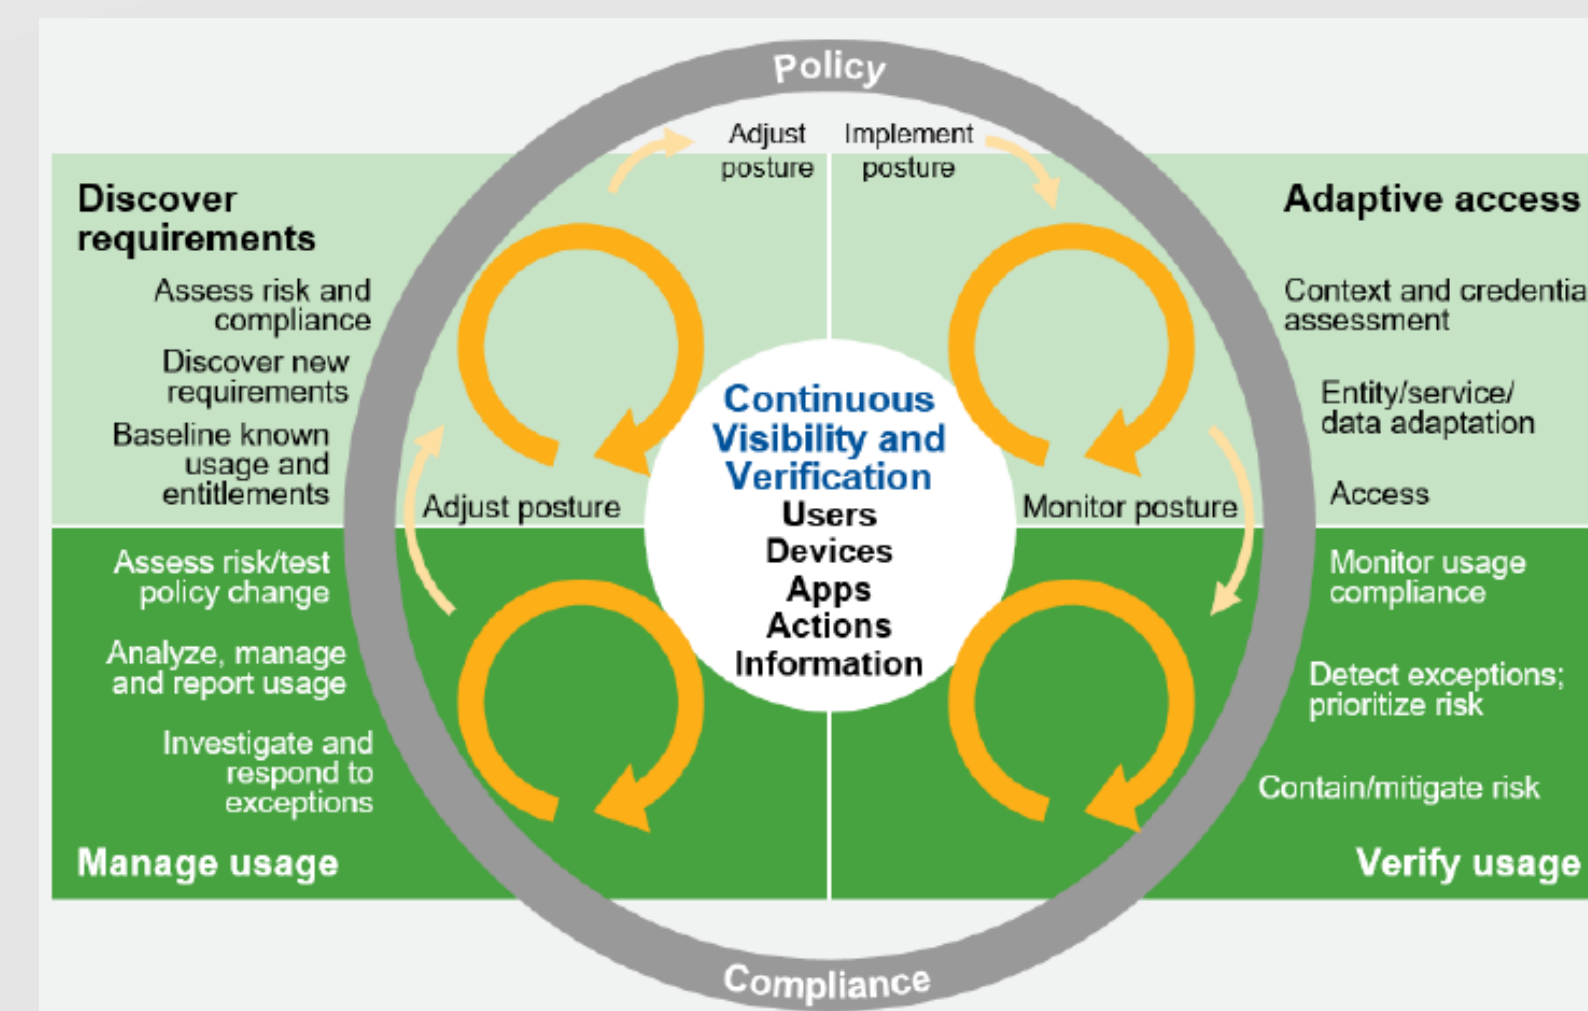 Policy
Adjust
posture
Implement
posture
Discover
requirements
Assess risk and
compliance
Discover new
requirements
Baseline known
usage and
entitlements
Adjust posture
Adaptive access
Context and credentia
assessment
Entity/service/
data adaptation
Access
Monitor posture
Continuous
Visibility and
Verification
Users
Devices
Apps
Actions
Information
Assess risk/test
policy change
Analyze, manage
and report usage
Investigate and
respond to
exceptions
Manage usage
Monitor usage
compliance
Detect exceptions;
prioritize risk
Contain/mitigate risk
Verify usage
Compliance